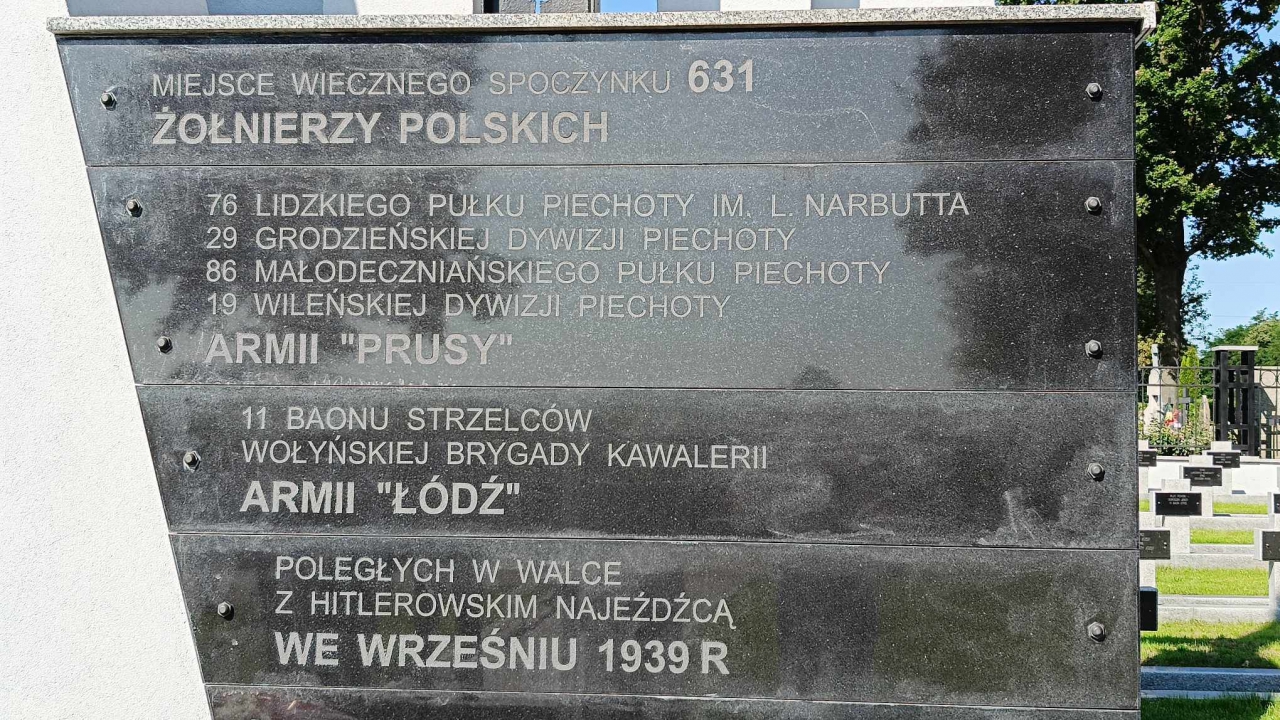 MIEJSCE WIECZNEGO SPOCZYNKU 631
ŻOŁNIERZY POLSKICH
76 LIDZKIEGO PUŁKU PIECHOTY IM. L. NARBUTTA
29 GRODZIEŃSKIEJ DYWIZJI PIECHOTY
86 MAŁODECZNIAŃSKIEGO PUŁKU PIECHOTY
19 WILEŃSKIEJ DYWIZJI PIECHOTY
ARMII "PRUSY"
11 BAONU STRZELCÓW
WOŁYŃSKIEJ BRYGADY KAWALERII
ARMII "ŁÓDŹ"
POLEGŁYCH W WALCE
Z HITLEROWSKIM NAJEŹDŹCĄ
WE WRZEŚNIU 1939 R